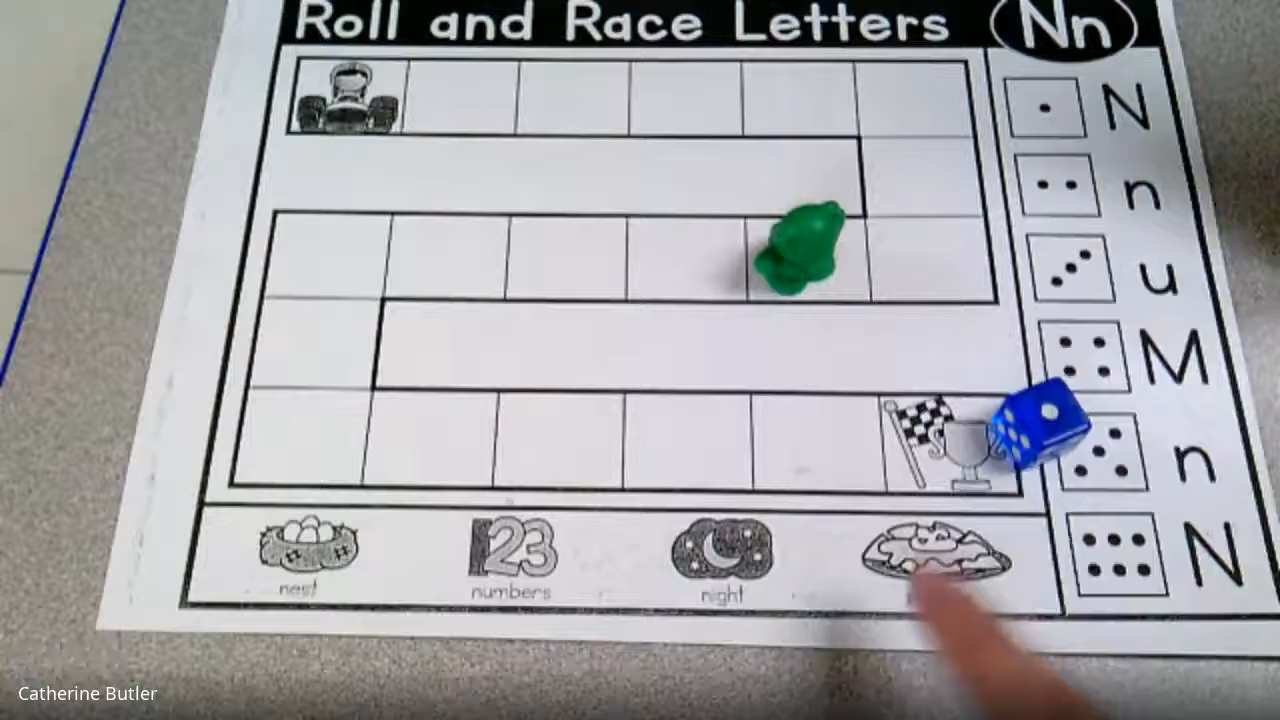 Roll and Race Letters
Nn
N
n
u
M
n
N
123
nest
numbers
night
Catherine Butler